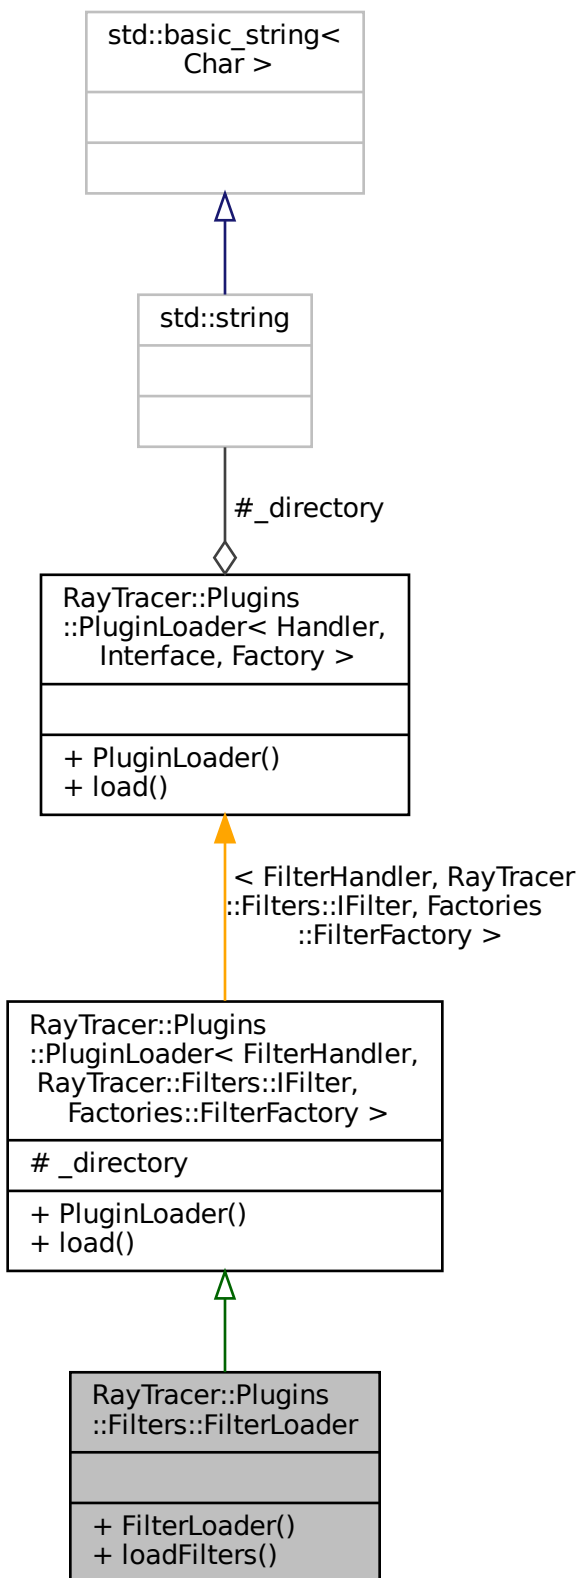 std::basic_string<
Char >
std::string
#_directory
RayTracer::Plugins
::PluginLoader< Handler,
Interface, Factory >
+ PluginLoader()
+ load()
< FilterHandler, RayTracer
::Filters::IFilter, Factories
::FilterFactory >
RayTracer::Plugins
::PluginLoader< FilterHandler,
RayTracer::Filters::IFilter,
Factories::FilterFactory >
# _directory
+ PluginLoader()
+ load()
RayTracer::Plugins
::Filters::FilterLoader
+ FilterLoader()
+ loadFilters()